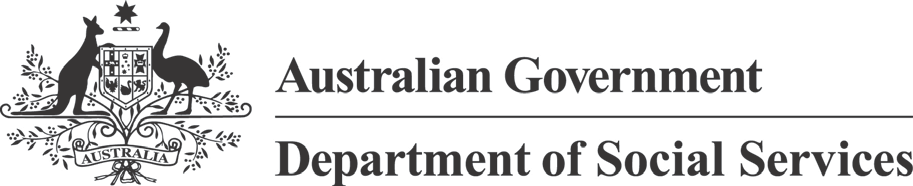 Australian Government
Department of Social Services
AUSTRALIA